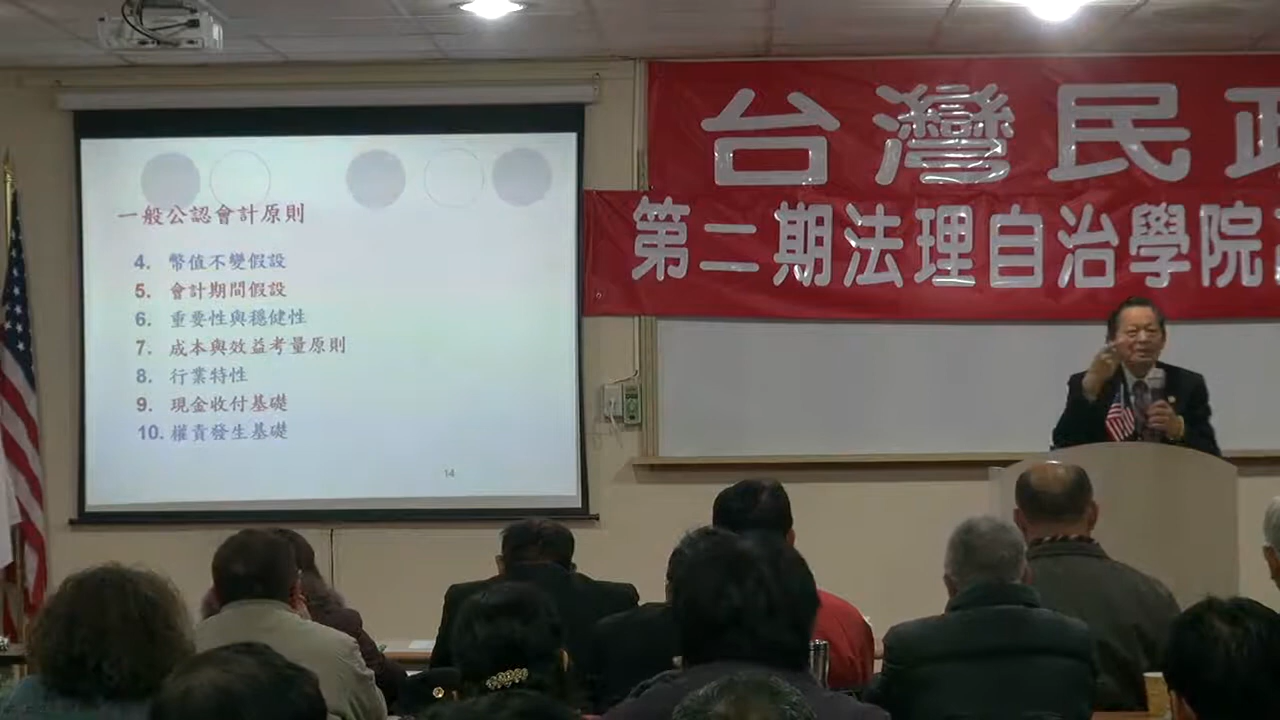 一般公認會計原則
4. 幣值不變假設
5. 會計期間假設
6. 重要性與穩健性
7. 成本與效益考量原則
8. 行業特性
9. 現金收付基礎
10. 權責發生基礎
14
台灣民政
第二期法理自治學院